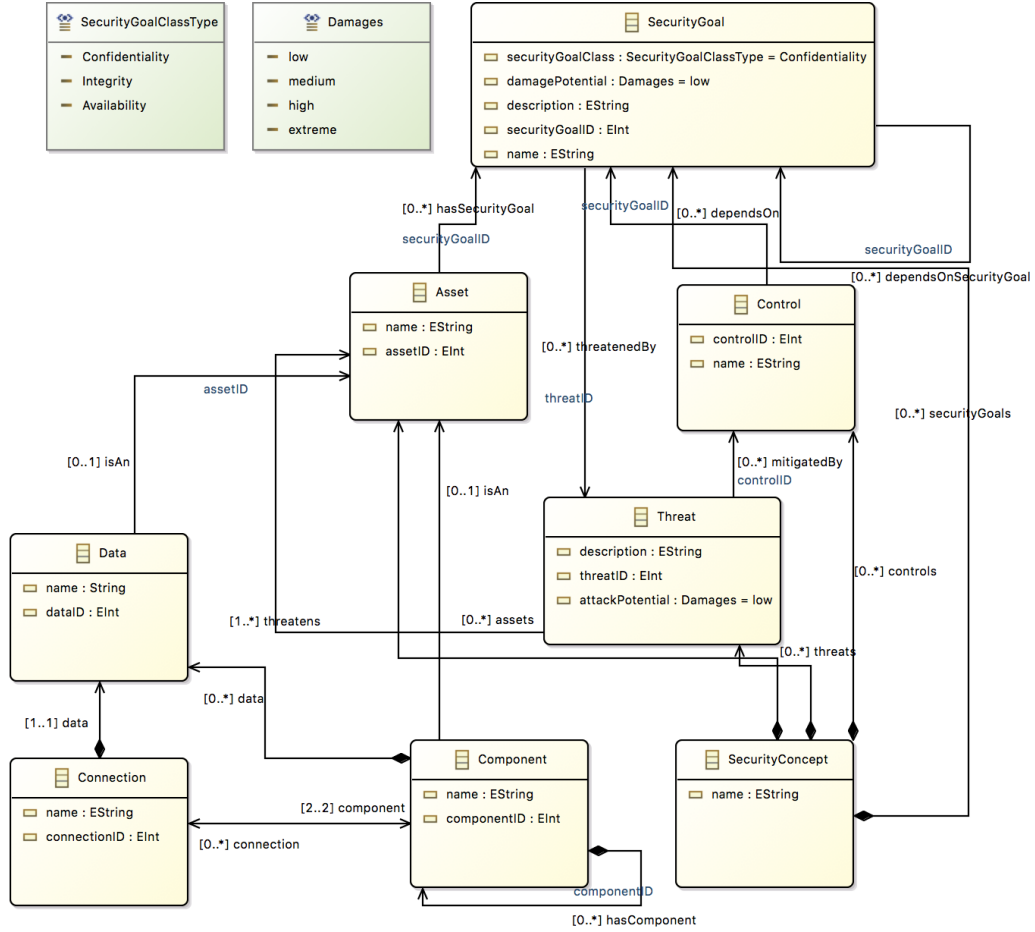 SecurityGoalClassType
Confidentiality
Integrity
Availability
Damages
low
medium
high
extreme
SecurityGoal
securityGoalClass : SecurityGoalClassType = Confidentiality
damagePotential : Damages = low
description : EString
securityGoalID : EInt
name : EString
[0..*] hasSecurityGoal
securityGoalID
securityGoalID
[0..*] dependsOn
securityGoalID
[0..*] dependsOnSecurityGoal
Asset
name : EString
assetID : EInt
Control
controlID : EInt
name : EString
[0..*] threatenedBy
threatID
assetID
[0..*] securityGoals
[0..1] isAn
[0..1] isAn
[0..*] mitigatedBy
controlID
Threat
description : EString
threatID : EInt
attackPotential : Damages = low
[0..*] controls
Data
name : String
dataID : EInt
[1..*] threatens
[0..*] assets
[0..*] threats
[0..*] data
[1..1] data
Connection
name : EString
connectionID : EInt
[2..2] component
[0..*] connection
Component
name : EString
componentID : EInt
SecurityConcept
name : EString
componentID
[0..*] hasComponent